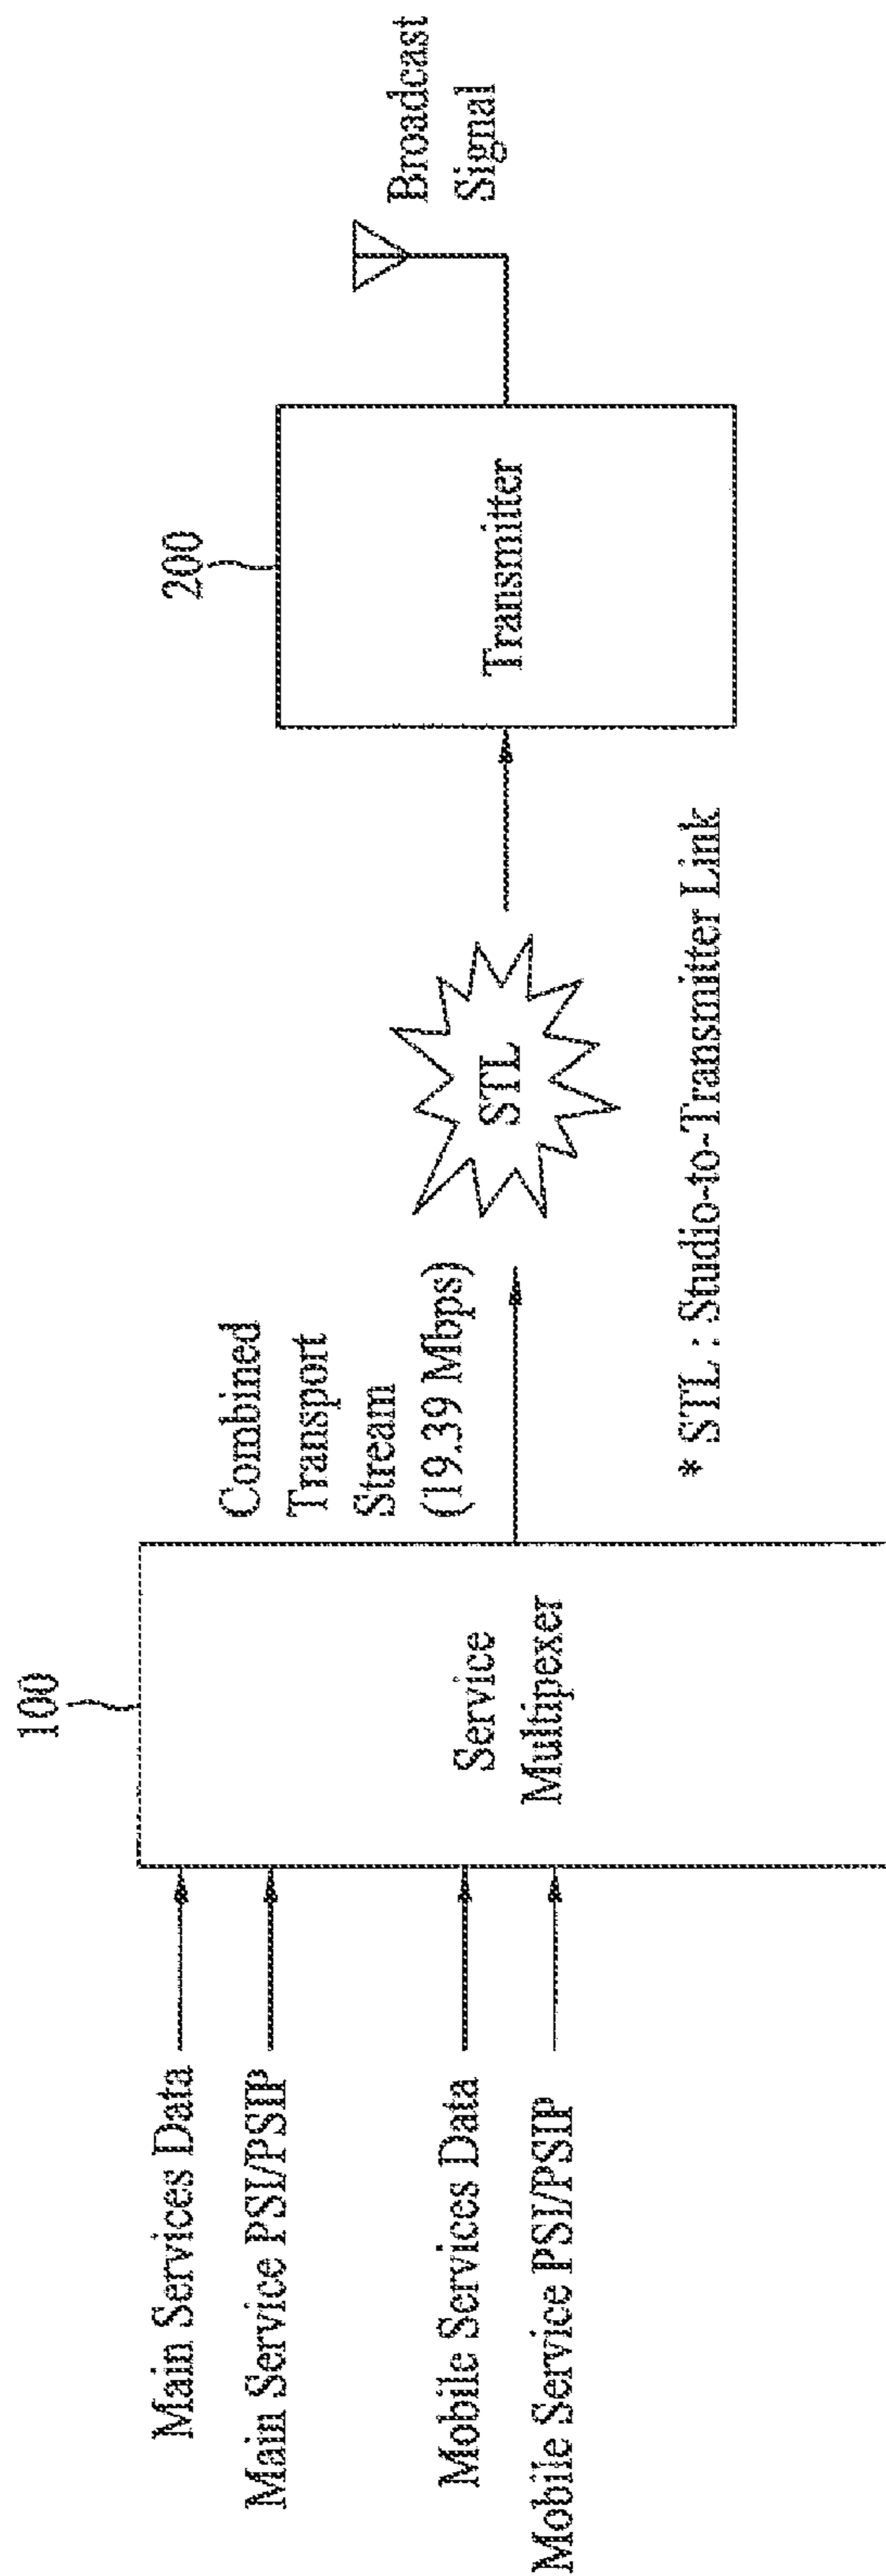 100
200
Main Services Data
Main Service PSI/PSIP
Mobile Services Data
Mobile Service PSI/PSIP
Service
Multipexer
Combined
Transport
Stream
(19.39 Mbps)
STL
Transmitter
Broadcast
Signal
* STL : Studio-to-Transmitter Link